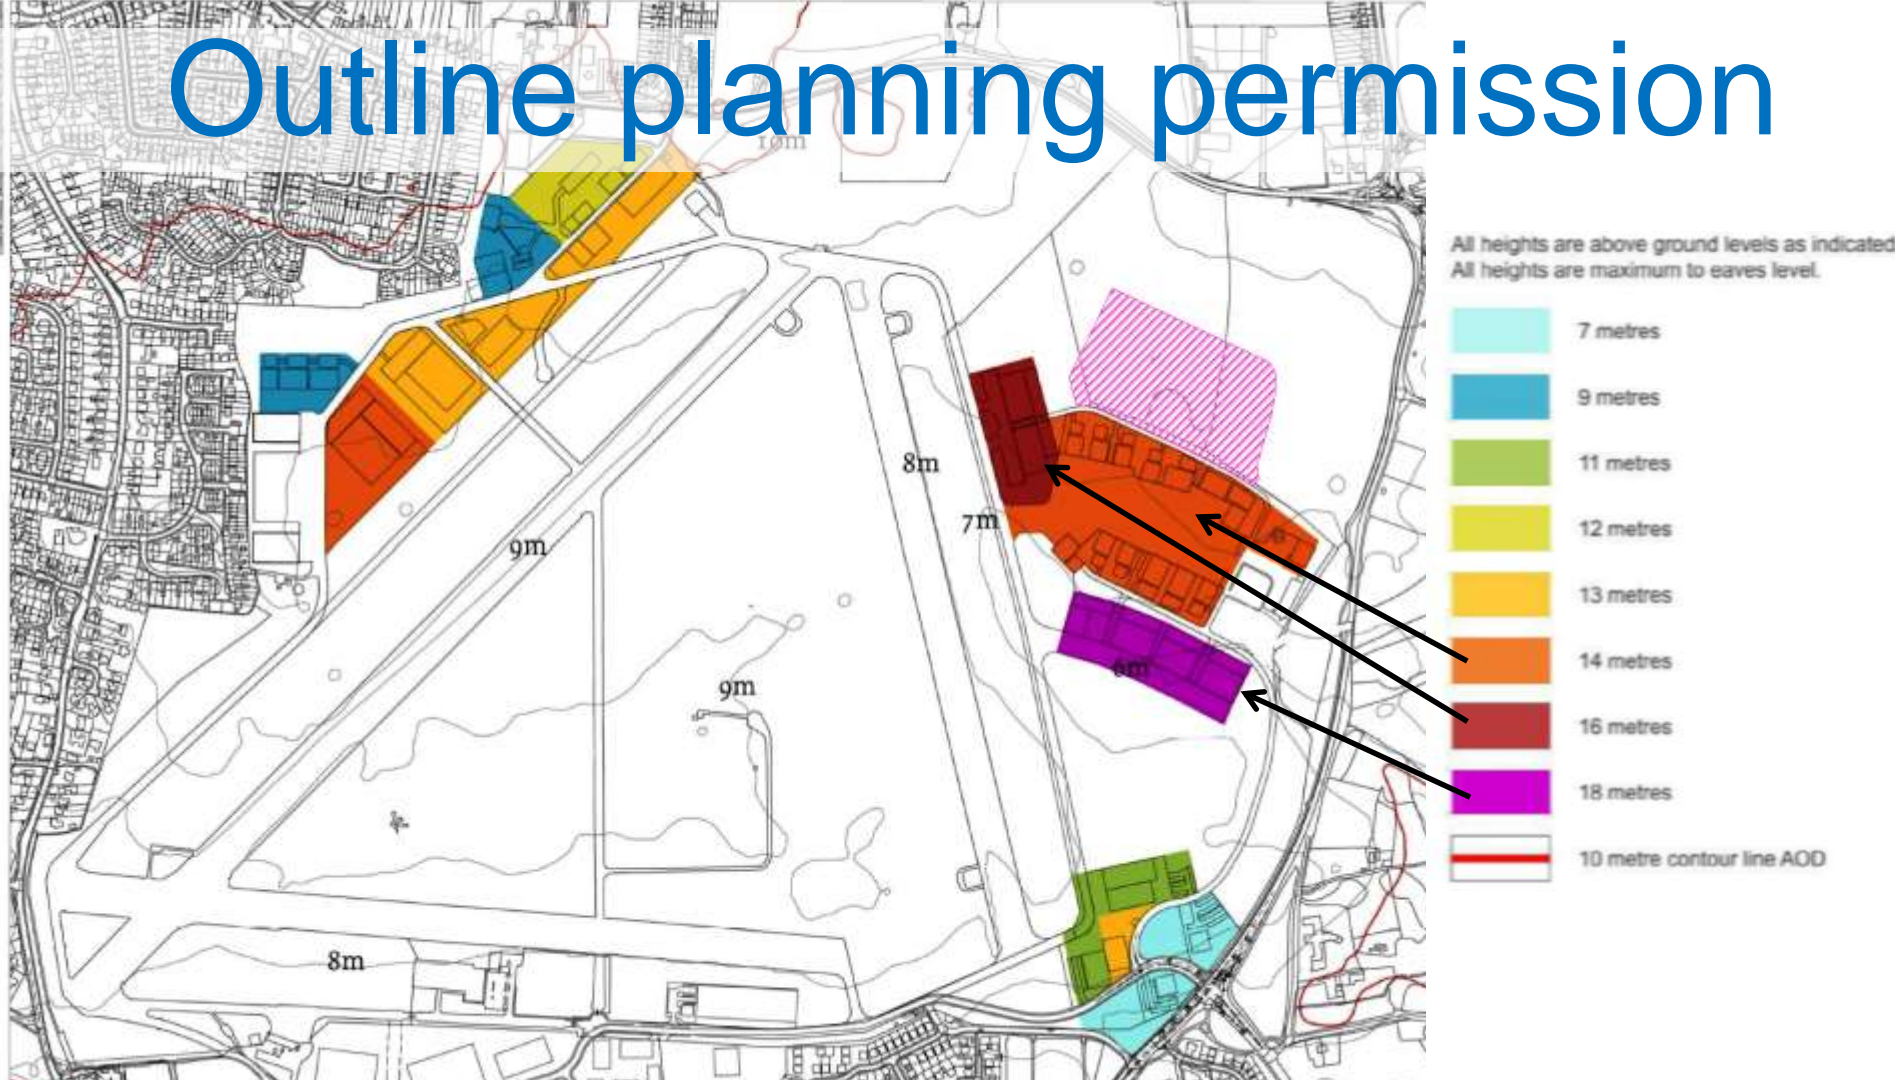 Outline planning permission
10m
All heights are above ground levels as indicated
All heights are maximum to eaves level.
7 metres
9 metres
11 metres
12 metres
13 metres
14 metres
16 metres
18 metres
10 metre contour line AOD
8m
7m
9m
6m
9m
8m